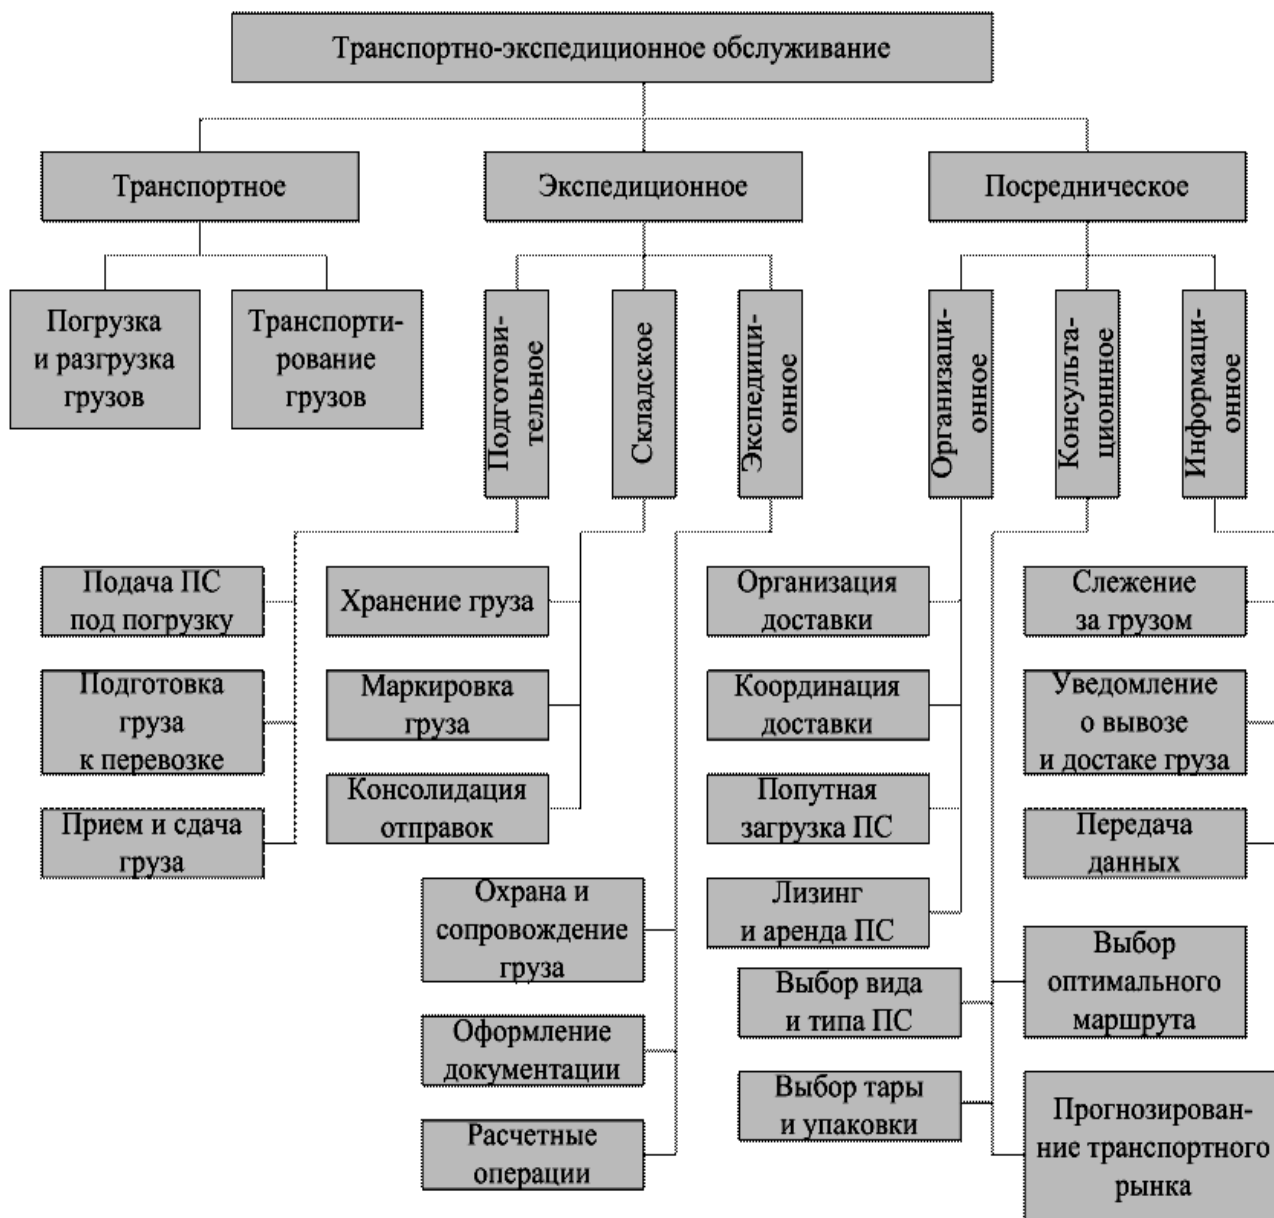 Транспортно-экспедиционное обслуживание
Транспортное
Экспедиционное
Посредническое
Погрузка
и разгрузка
грузов
Транспорти-
рование
грузов
Подготови-
тельное
Складское
Экспедици-
онное
Организаци-
онное
Консульта-
ционнное
Информаци-
онное
Подача ПС
под погрузку
Подготовка
груза
к перевозке
Прием и сдача
груза
Хранение груза
Маркировка
груза
Консолидация
отправок
Охрана и
сопровождение
груза
Оформление
документации
Расчетные
операции
Организация
доставки
Координация
доставки
Попутная
загрузка ПС
Лизинг
и аренда ПС
Выбор вида
и типа ПС
Выбор тары
и упаковки
Слежение
за грузом
Уведомление
о вывозе
и достаке груза
Передача
данных
Выбор
оптимального
маршрута
Прогнозирован-
ние транспортного
рынка